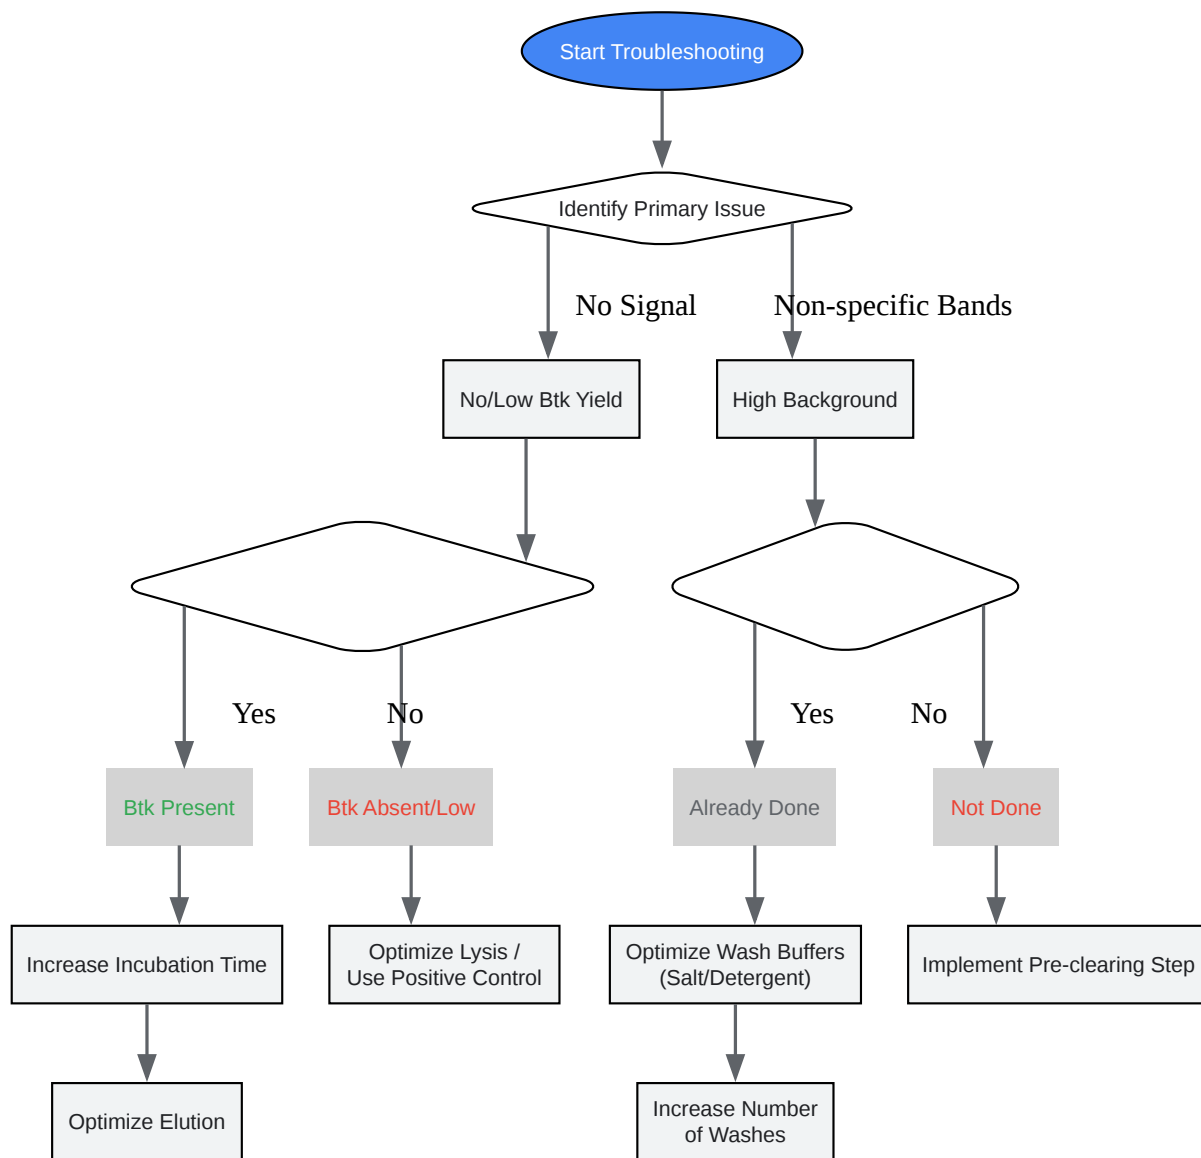 Start Troubleshooting
Identify Primary Issue
No Signal
Non-specific Bands
No/Low Btk Yield
High Background
Yes
No
Yes
No
Btk Present
Btk Absent/Low
Already Done
Not Done
Increase Incubation Time
Optimize Lysis /
Use Positive Control
Optimize Wash Buffers
(Salt/Detergent)
Implement Pre-clearing Step
Optimize Elution
Increase Number
of Washes